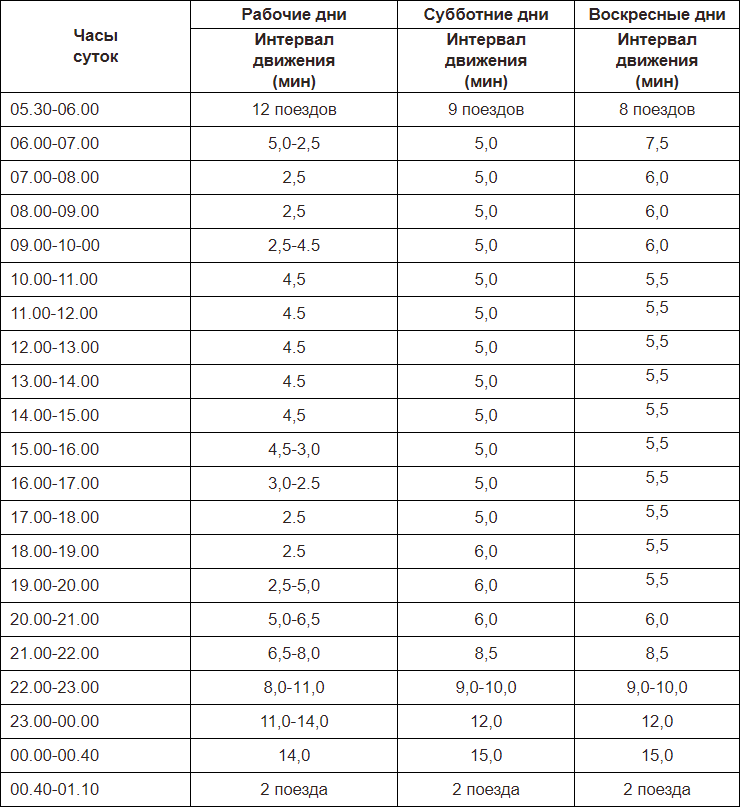 Часы суток Рабочие дни Субботние дни Воскресные дни
Интервал движения (мин) Интервал движения (мин) Интервал движения (мин)
05.30-06.00 12 поездов 9 поездов 8 поездов
06.00-07.00 5,0-2,5 5,0 7,5
07.00-08.00 2,5 5,0 6,0
08.00-09.00 2,5 5,0 6,0
09.00-10-00 2,5-4.5 5,0 6,0
10.00-11.00 4,5 5,0 5,5
11.00-12.00 4.5 5,0 5,5
12.00-13.00 4.5 5,0 5,5
13.00-14.00 4.5 5,0 5,5
14.00-15.00 4,5 5,0 5,5
15.00-16.00 4,5-3,0 5,0 5,5
16.00-17.00 3,0-2.5 5,0 5,5
17.00-18.00 2.5 5,0 5,5
18.00-19.00 2.5 6,0 5,5
19.00-20.00 2,5-5,0 6,0 5,5
20.00-21.00 5,0-6,5 6,0 6,0
21.00-22.00 6,5-8,0 8,5 8,5
22.00-23.00 8,0-11,0 9,0-10,0 9,0-10,0
23.00-00.00 11,0-14,0 12,0 12,0
00.00-00.40 14,0 15,0 15,0
00.40-01.10 2 поезда 2 поезда 2 поезда